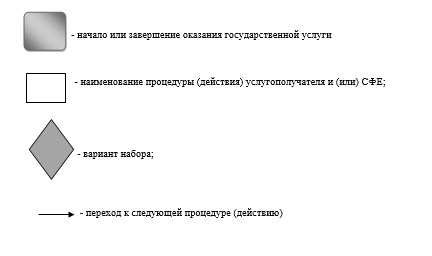 - начало или завершение оказания государственной услуги
- наименование процедуры (действия) услугополучателя и (или) СФЕ;
- вариант набора;
- переход к следующей процедуре (действию)